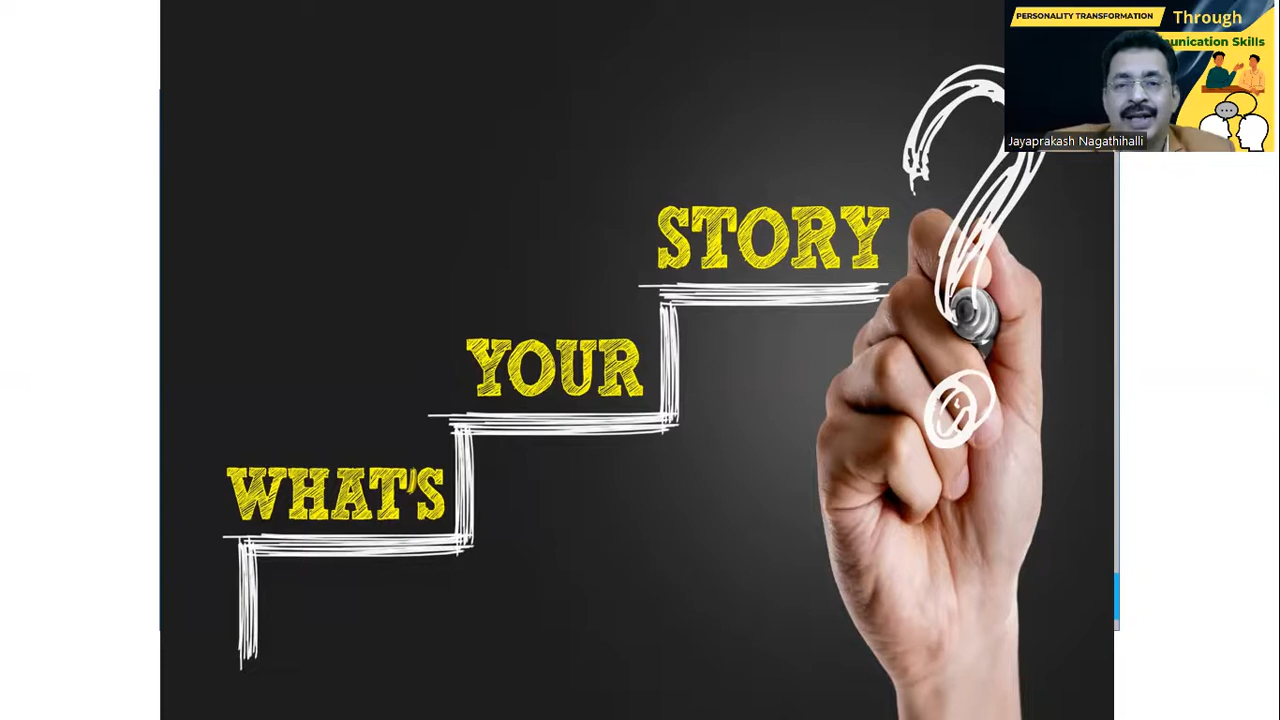 PERSONALITY TRANSFORMATION
Through
unication Skills
Jayaprakash Nagathihalli
STORY
YOUR
WHAT'S
?